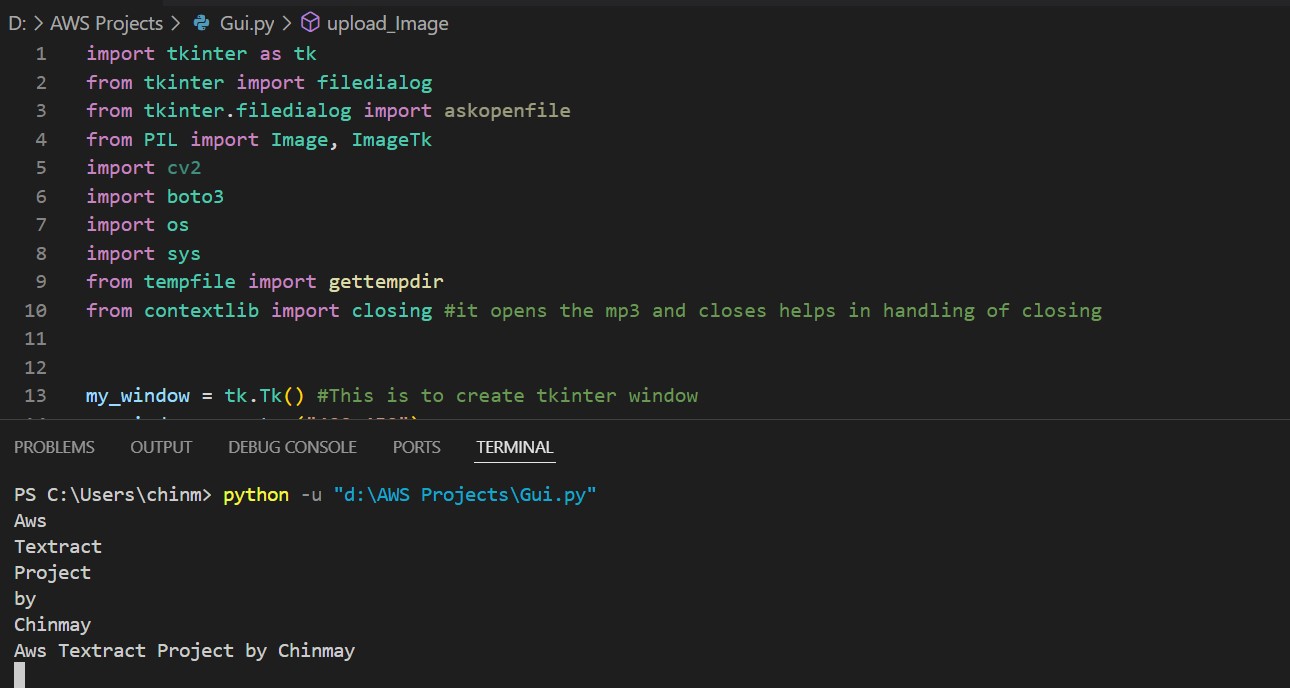 D: > AWS Projects > Gui.py > upload_Image
1 import tkinter as tk
2 from tkinter import filedialog
3 from tkinter.filedialog import askopenfile
4 from PIL import Image, ImageTk
5 import cv2
6 import boto3
7 import os
8 import sys
9 from tempfile import gettempdir
10 from contextlib import closing #it opens the mp3 and closes helps in handling of closing
11
12
13 my_window = tk.Tk() #This is to create tkinter window
PROBLEMS OUTPUT DEBUG CONSOLE PORTS TERMINAL
PS C:\Users\chinm> python -u "d:\AWS Projects\Gui.py"
Aws
Textract
Project
by
Chinmay
Aws Textract Project by Chinmay